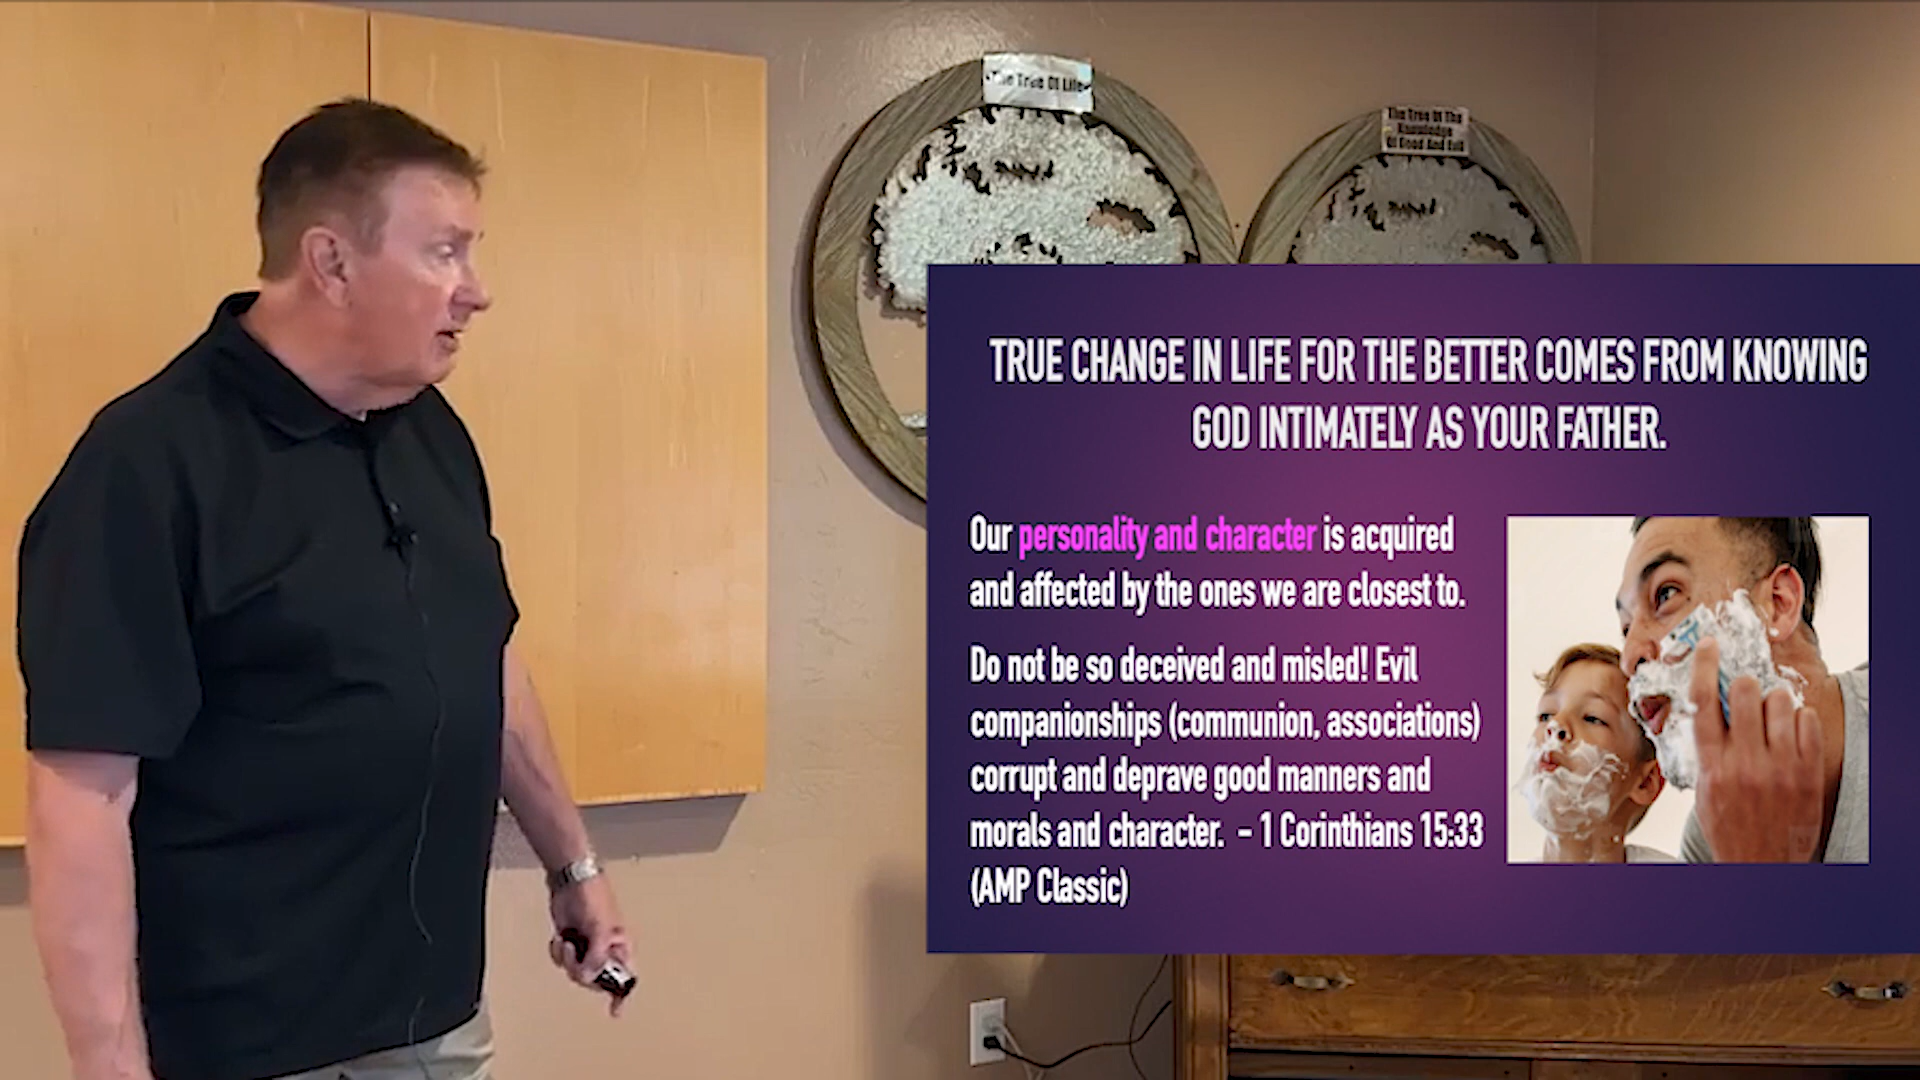 The Tree Of Life
The Tree Of The
Knowledge
Of Good And Evil
TRUE CHANGE IN LIFE FOR THE BETTER COMES FROM KNOWING
GOD INTIMATELY AS YOUR FATHER.
Our personality and character is acquired
and affected by the ones we are closest to.
Do not be so deceived and misled! Evil
companionships (communion, associations)
corrupt and deprave good manners and
morals and character. – 1 Corinthians 15:33
(AMP Classic)